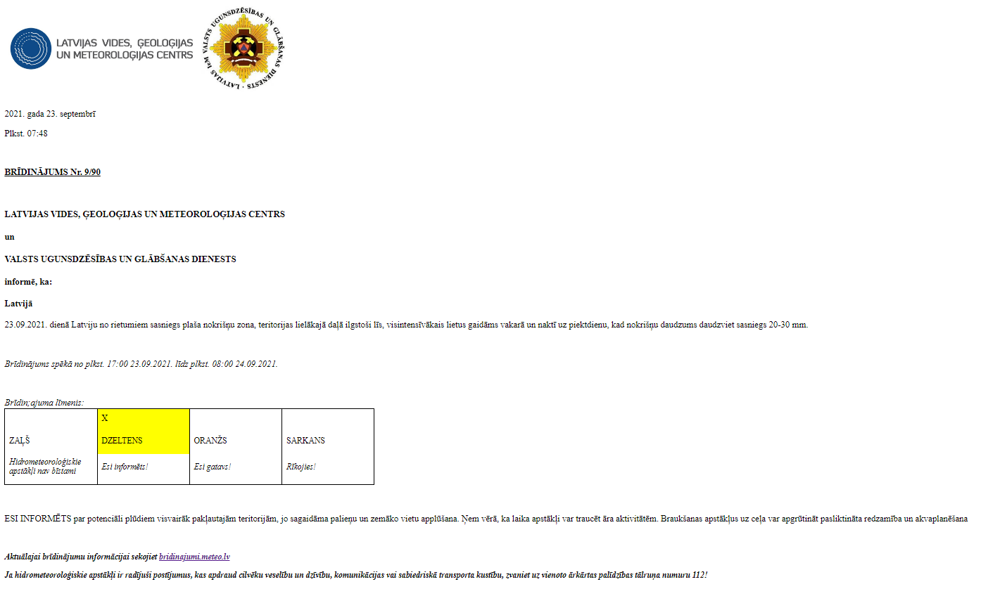 LATVIJAS VIDES, ĢEOLOĢIJAS
UN METEOROLOĢIJAS CENTRS
LATVIJAS IeM VALSTS UGUNSDZĒSĪBAS UN GLĀBŠANAS DIENESTS
2021. gada 23. septembrī
Plkst. 07:48
BRĪDINĀJUMS Nr. 9/90
LATVIJAS VIDES, ĢEOLOĢIJAS UN METEOROLOĢIJAS CENTRS
un
VALSTS UGUNSDZĒSĪBAS UN GLĀBŠANAS DIENESTS
informē, ka:
Latvijā
23.09.2021. dienā Latviju no rietumiem sasniegs plaša nokrišņu zona, teritorijas lielākajā daļā ilgstoši līs, visintensīvākais lietus gaidāms vakarā un naktī uz piektdienu, kad nokrišņu daudzums daudzviet sasniegs 20-30 mm.
Brīdinājums spēkā no plkst. 17:00 23.09.2021. līdz plkst. 08:00 24.09.2021.
Brīdin;ajuma līmenis:
X
ZAĻŠ DZELTENS ORANŽS SARKANS
Hidrometeoroloģiskie
apstākļi nav bīstami Esi informēts! Esi gatavs! Rīkojies!
ESI INFORMĒTS par potenciāli plūdiem visvairāk pakļautajām teritorijām, jo sagaidāma palieņu un zemāko vietu applūšana. Ņem vērā, ka laika apstākļi var traucēt āra aktivitātēm. Braukšanas apstākļus uz ceļa var apgrūtināt pasliktināta redzamība un akvaplanēšana
Aktuālajai brīdinājumu informācijai sekojiet bridinajumi.meteo.lv
Ja hidrometeoroloģiskie apstākļi ir radījuši postījumus, kas apdraud cilvēku veselību un dzīvību, komunikācijas vai sabiedriskā transporta kustību, zvaniet uz vienoto ārkārtas palīdzības tālruņa numuru 112!